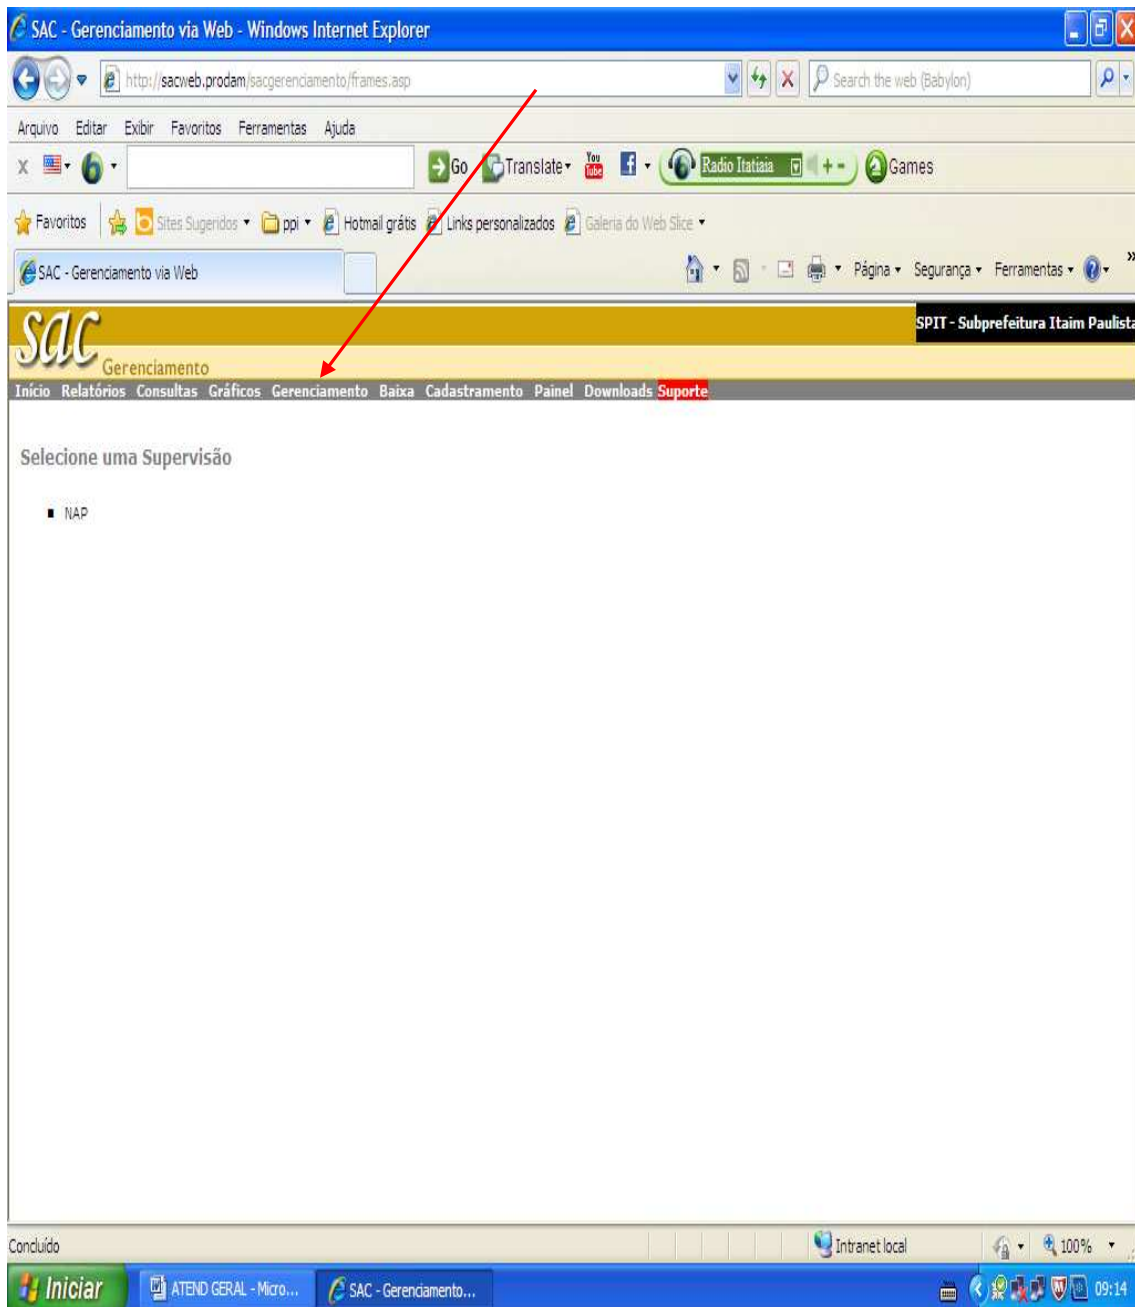 SAC - Gerenciamento via Web - Windows Internet Explorer
http://sacweb.prodam/sacgerenciamento/frames.asp Search the web (Babylon)
Arquivo Editar Exibir Favoritos Ferramentas Ajuda
x Go Translate You Tube f Radio Itatiaia + - Games
Favoritos Sites Sugeridos ppi Hotmail grátis Links personalizados Galeria do Web Slice
SAC - Gerenciamento via Web Página Segurança Ferramentas »
sac SPIT - Subprefeitura Itaim Paulista
Gerenciamento
Início Relatórios Consultas Gráficos Gerenciamento Baixa Cadastramento Painel Downloads Suporte
Selecione uma Supervisão
NAP
Concluído Intranet local 100%
Iniciar ATEND GERAL - Micro... SAC - Gerenciamento... 09:14